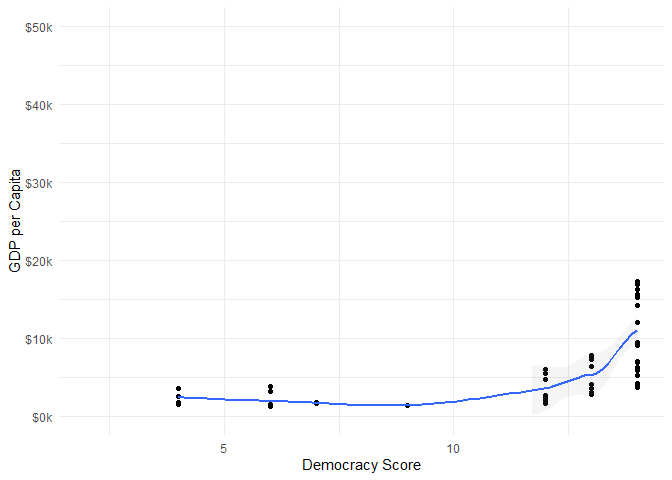 $50k
$40k
$30k
$20k
$10k
$0k
GDP per Capita
5
10
Democracy Score